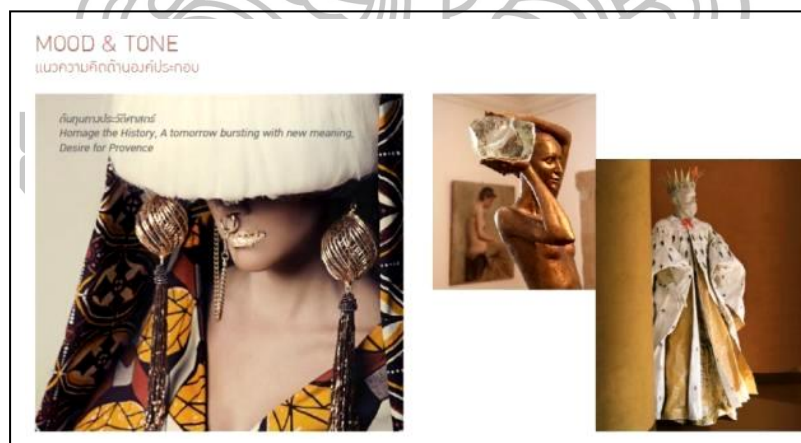 MOOD & TONE
แนวความคิดด้านองค์ประกอบ
ต้นทุนทางประวัติศาสตร์
Homage the History, A tomorrow bursting with new meaning,
Desire for Provence